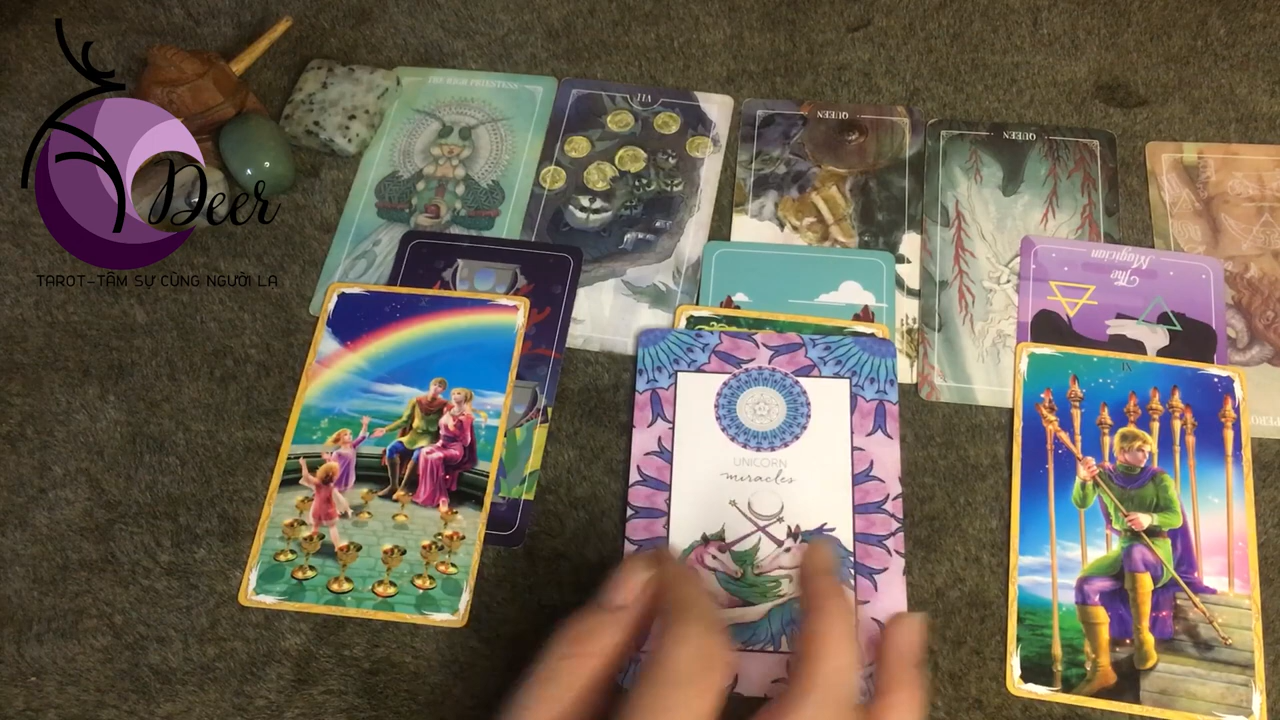 Deer
TAROT-TÂM SỰ CÙNG NGƯỜI LẠ
THE HIGH PRIESTESS
VII
QUEEN
QUEEN
The
Magician
X
IX
UNICORN
miracles